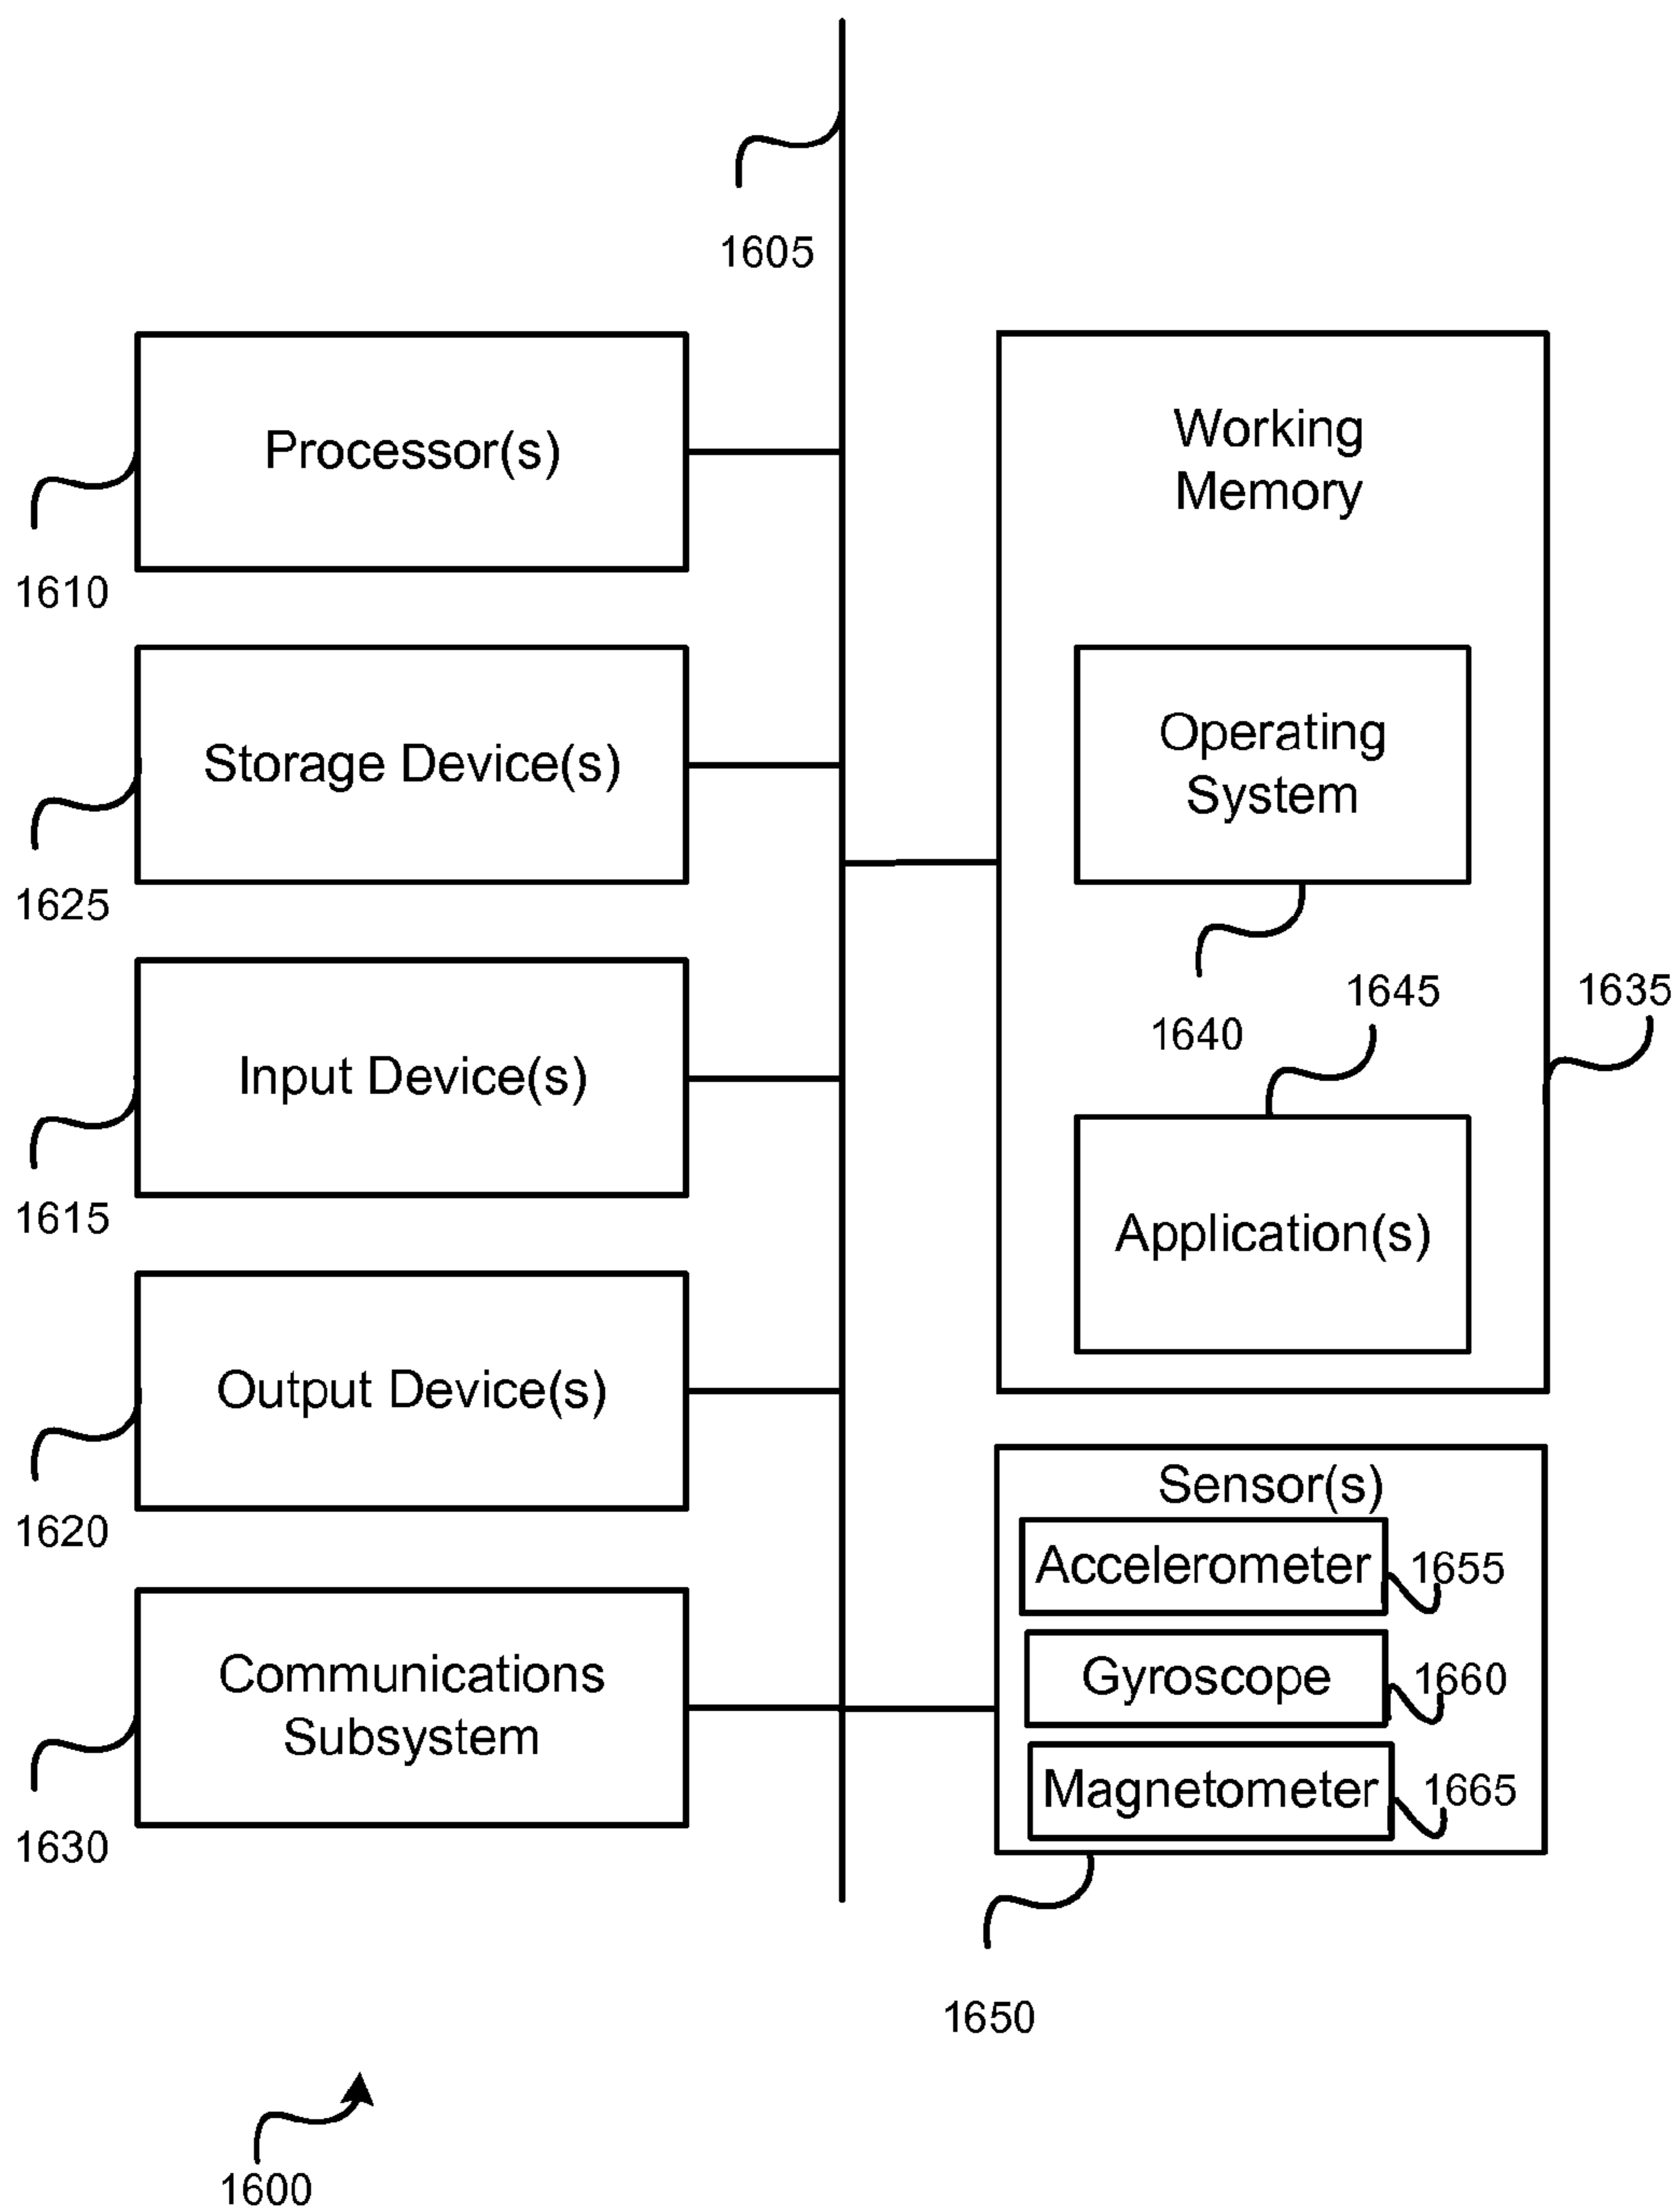 1605
Processor(s)
1610
Storage Device(s)
1625
Input Device(s)
1615
Output Device(s)
1620
Communications
Subsystem
1630
Working
Memory
Operating
System
1640
1645
1635
Application(s)
Sensor(s)
Accelerometer
1655
Gyroscope
1660
Magnetometer
1665
1650
1600